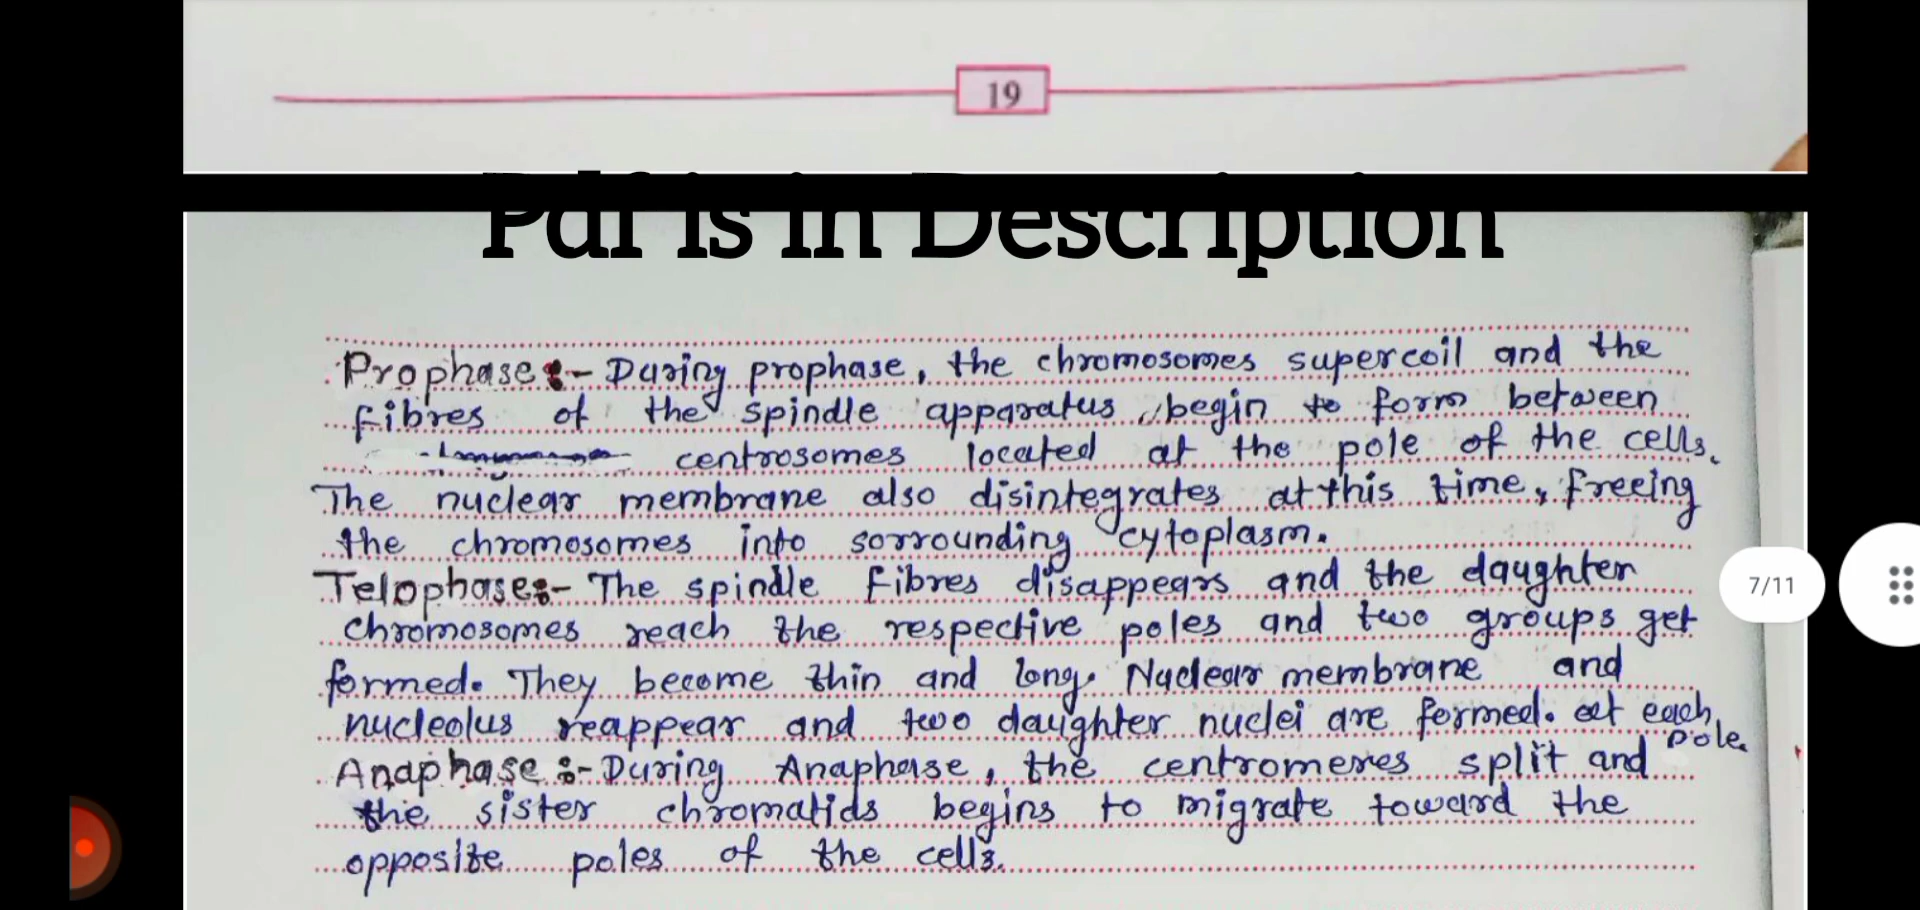 19
Pdf is in Description
Prophase:- During prophase, the chromosomes supercoil and the
fibres of the spindle apparatus, begin to form between
centrosomes located at the pole of the cells.
The nuclear membrane also disintegrates at this time, freeing
the chromosomes into sorrounding cytoplasm.
Telophase:- The spindle fibres disappears and the daughter
chromosomes reach the respective poles and two groups get
formed. They become thin and long. Nuclear membrane and
nucleolus reappear and two daughter nuclei are formed. at each
pole.
Anaphase:- During Anaphase, the centromeres split and
the sister chromatids begins to migrate toward the
opposite poles of the cells.
7/11